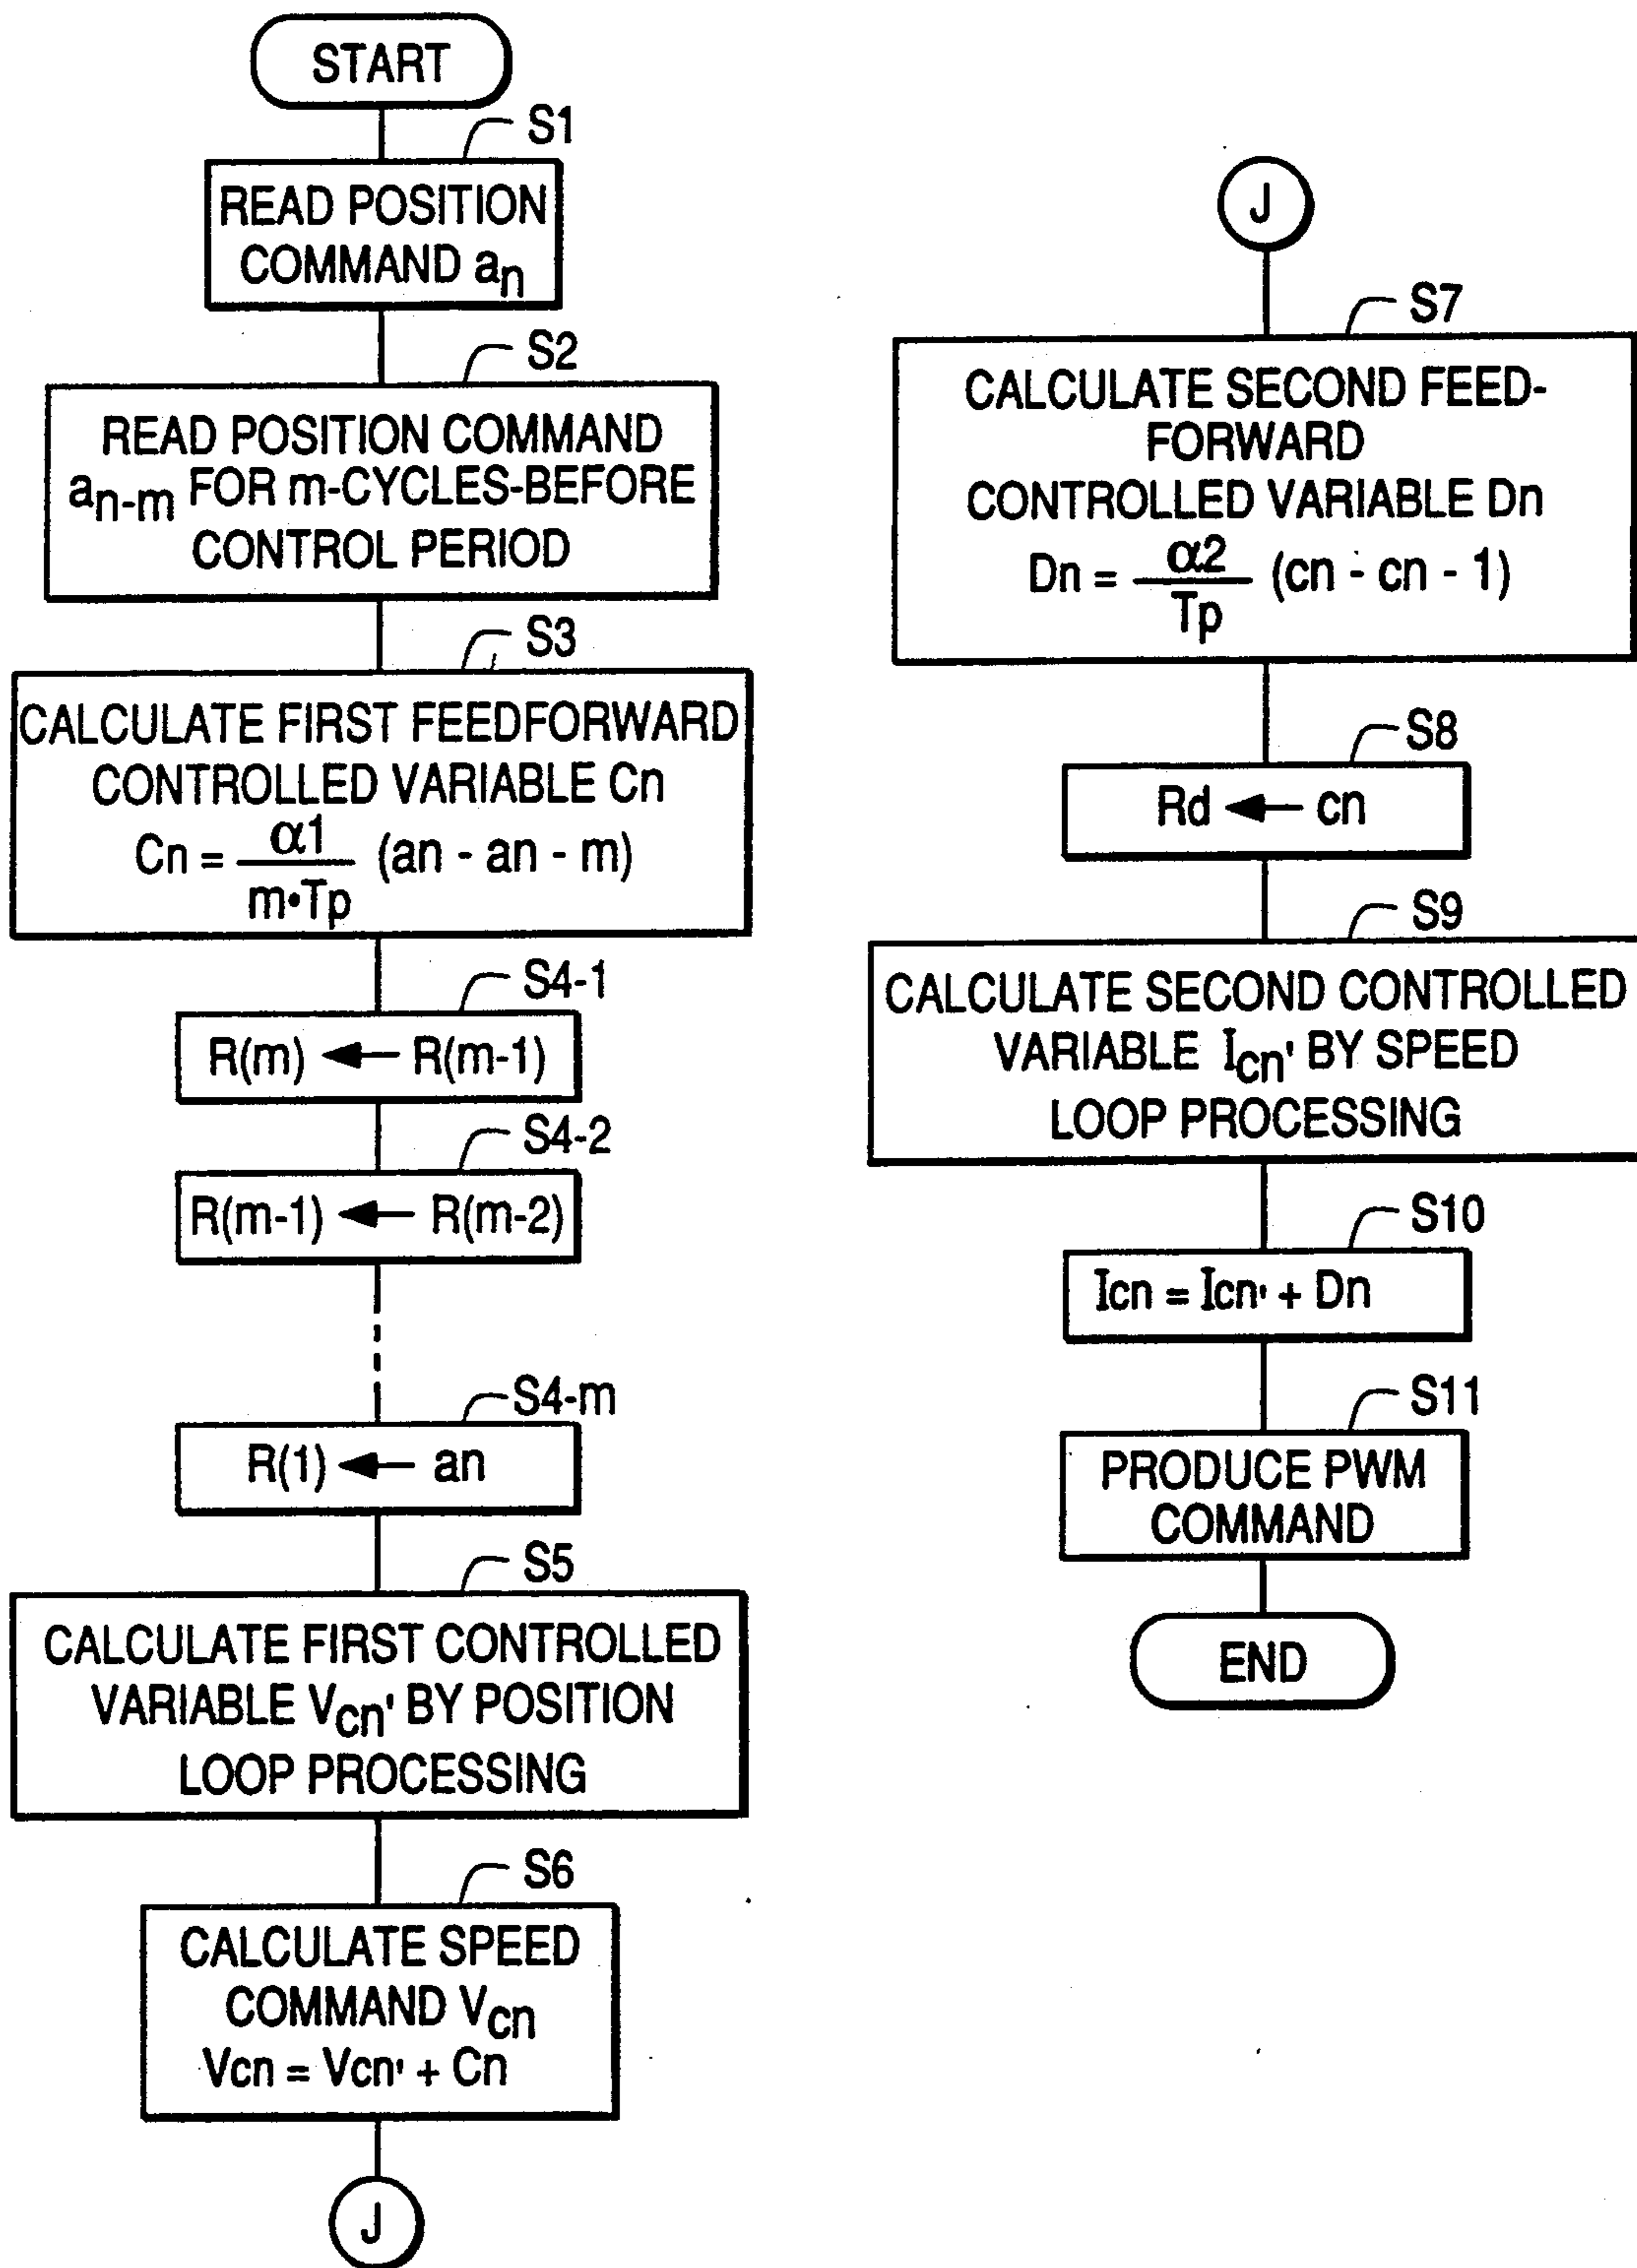 START
S1
READ POSITION
COMMAND an
S2
READ POSITION COMMAND
an-m FOR m-CYCLES-BEFORE
CONTROL PERIOD
S3
CALCULATE FIRST FEEDFORWARD
CONTROLLED VARIABLE Cn
Cn = α1 / m•Tp (an - an - m)
S4-1
R(m) ← R(m-1)
S4-2
R(m-1) ← R(m-2)
S4-m
R(1) ← an
S5
CALCULATE FIRST CONTROLLED
VARIABLE Vcn' BY POSITION
LOOP PROCESSING
S6
CALCULATE SPEED
COMMAND Vcn
Vcn = Vcn' + Cn
J
J
S7
CALCULATE SECOND FEED-
FORWARD
CONTROLLED VARIABLE Dn
Dn = α2 / Tp (cn - cn - 1)
S8
Rd ← cn
S9
CALCULATE SECOND CONTROLLED
VARIABLE Icn' BY SPEED
LOOP PROCESSING
S10
Icn = Icn' + Dn
S11
PRODUCE PWM
COMMAND
END